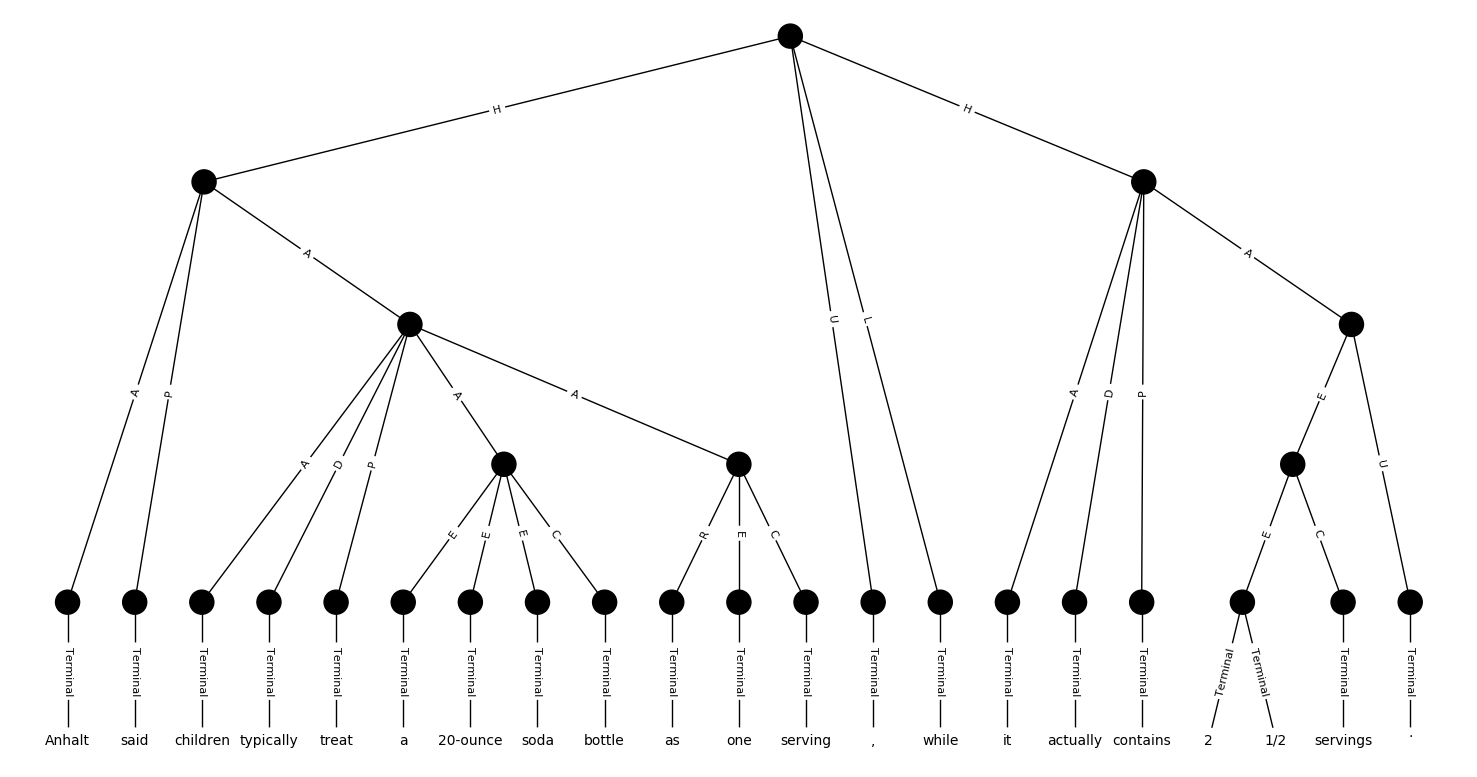 H H
A A
A P U L A D P E U
A D P A A E C
E E E C R E C
Terminal Terminal Terminal Terminal Terminal Terminal Terminal Terminal Terminal Terminal Terminal Terminal Terminal Terminal Terminal Terminal Terminal Terminal Terminal Terminal Terminal
Anhalt said children typically treat a 20-ounce soda bottle as one serving , while it actually contains 2 1/2 servings .